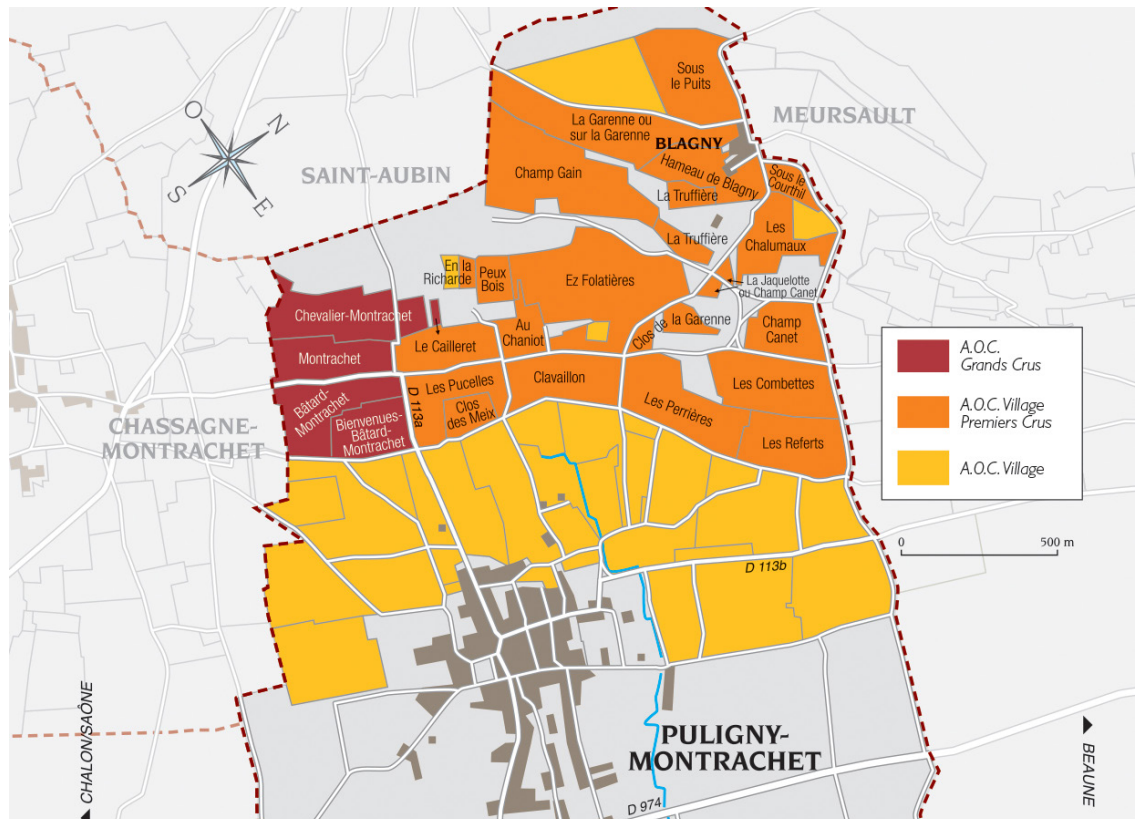 Sous
le Puits
MEURSAULT
La Garenne ou
sur la Garenne
BLAGNY
O
N
S
E
SAINT-AUBIN
Champ Gain
Hameau de Blagny
Sous le
Courthil
La Truffière
La Truffière
Les
Chalumaux
En la
Richarde
Peux
Bois
Ez Folatières
La Jaquelotte
ou Champ Canet
Chevalier-Montrachet
Au
Chaniot
Clos de
la Garenne
Champ
Canet
Le Cailleret
Montrachet
A.O.C.
Grands Crus
Les Pucelles
Clavaillon
Les Combettes
D 113a
Bâtard-
Montrachet
Clos
des Meix
Les Perrières
A.O.C. Village
Premiers Crus
Bienvenues-
Bâtard-
Montrachet
CHASSAGNE-
MONTRACHET
Les Referts
A.O.C. Village
0
500 m
D 113b
CHALON/SAÔNE
PULIGNY-
MONTRACHET
BEAUNE
D 974